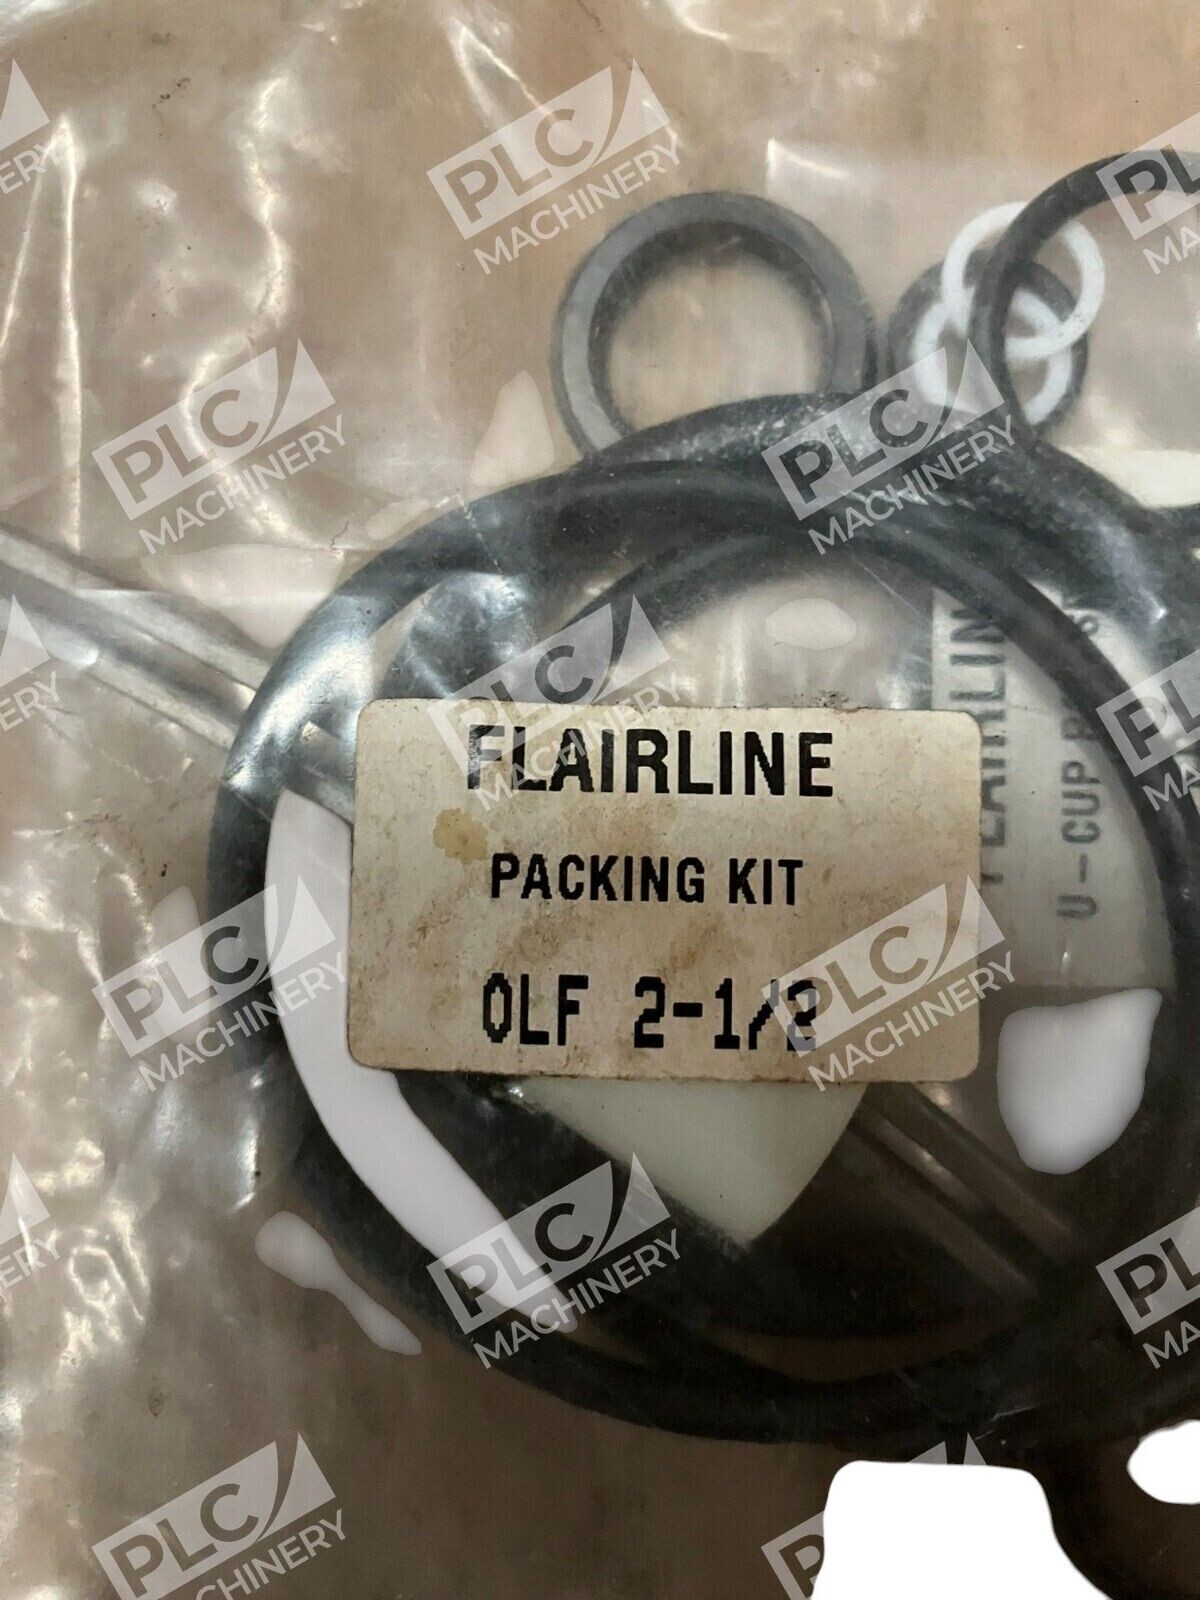 FLAIRLINE
PACKING KIT
OLF 2-1/2
FLAIRLINE
U-CUP
PLC
MACHINERY